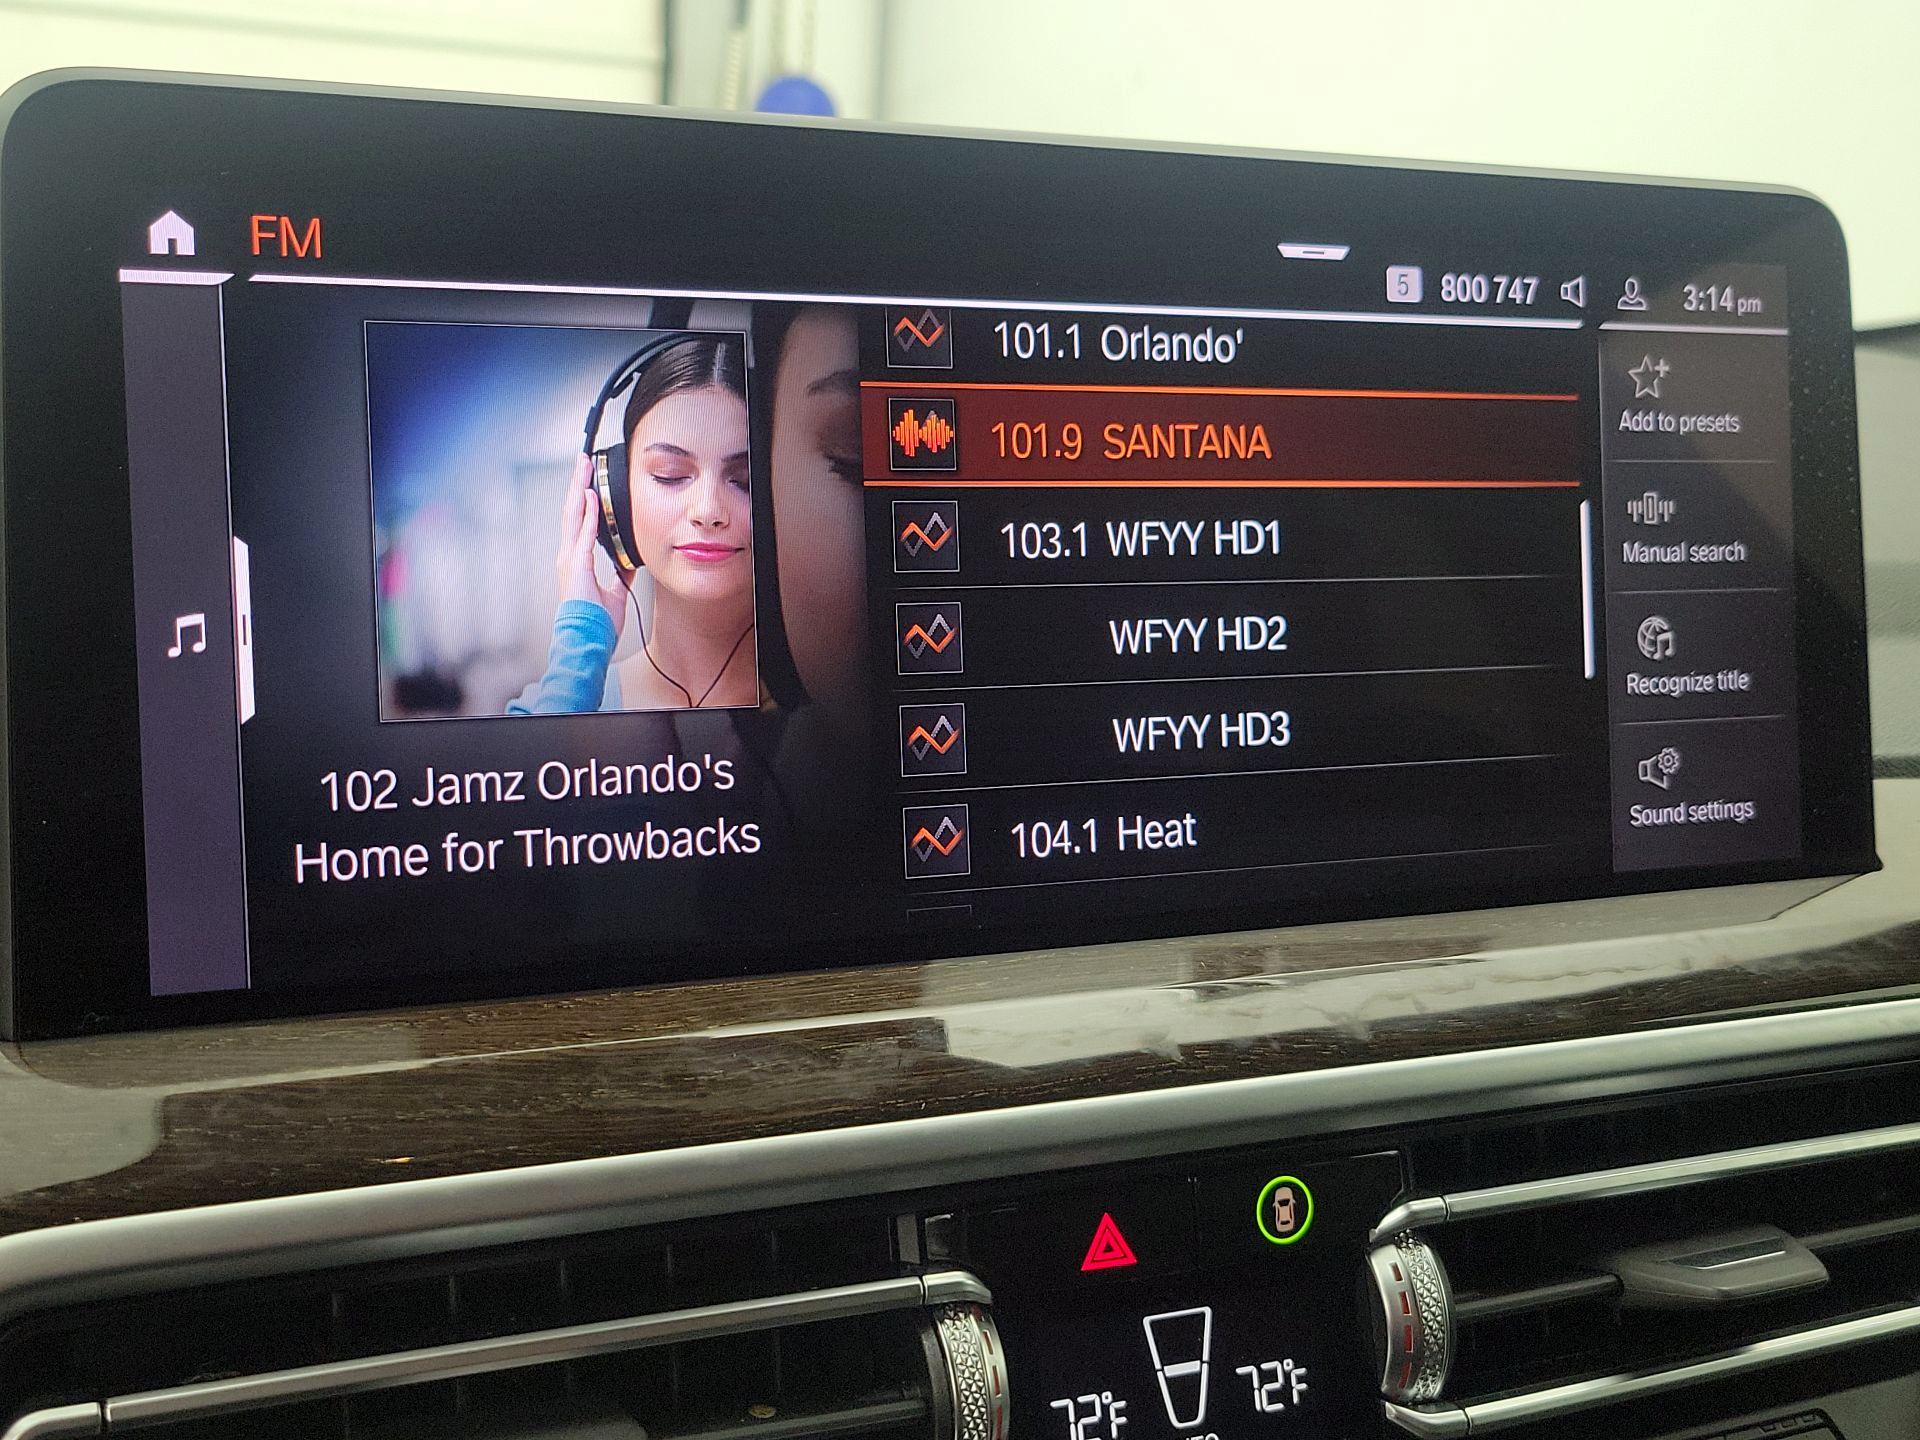 FM
5 800 747
3:14 pm
101.1 Orlando'
101.9 SANTANA
103.1 WFYY HD1
WFYY HD2
WFYY HD3
104.1 Heat
102 Jamz Orlando's
Home for Throwbacks
Add to presets
Manual search
Recognize title
Sound settings
72°F
72°F